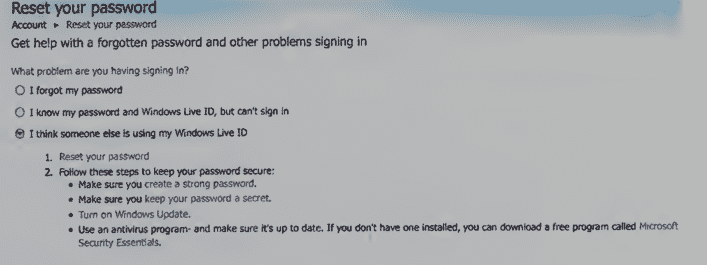 Reset your password
Account ▸ Reset your password
Get help with a forgotten password and other problems signing in
What problem are you having signing in?
I forgot my password
I know my password and Windows Live ID, but can't sign in
I think someone else is using my Windows Live ID
1. Reset your password
2. Follow these steps to keep your password secure:
• Make sure you create a strong password.
• Make sure you keep your password a secret.
• Turn on Windows Update.
• Use an antivirus program- and make sure it's up to date. If you don't have one installed, you can download a free program called Microsoft
Security Essentials.